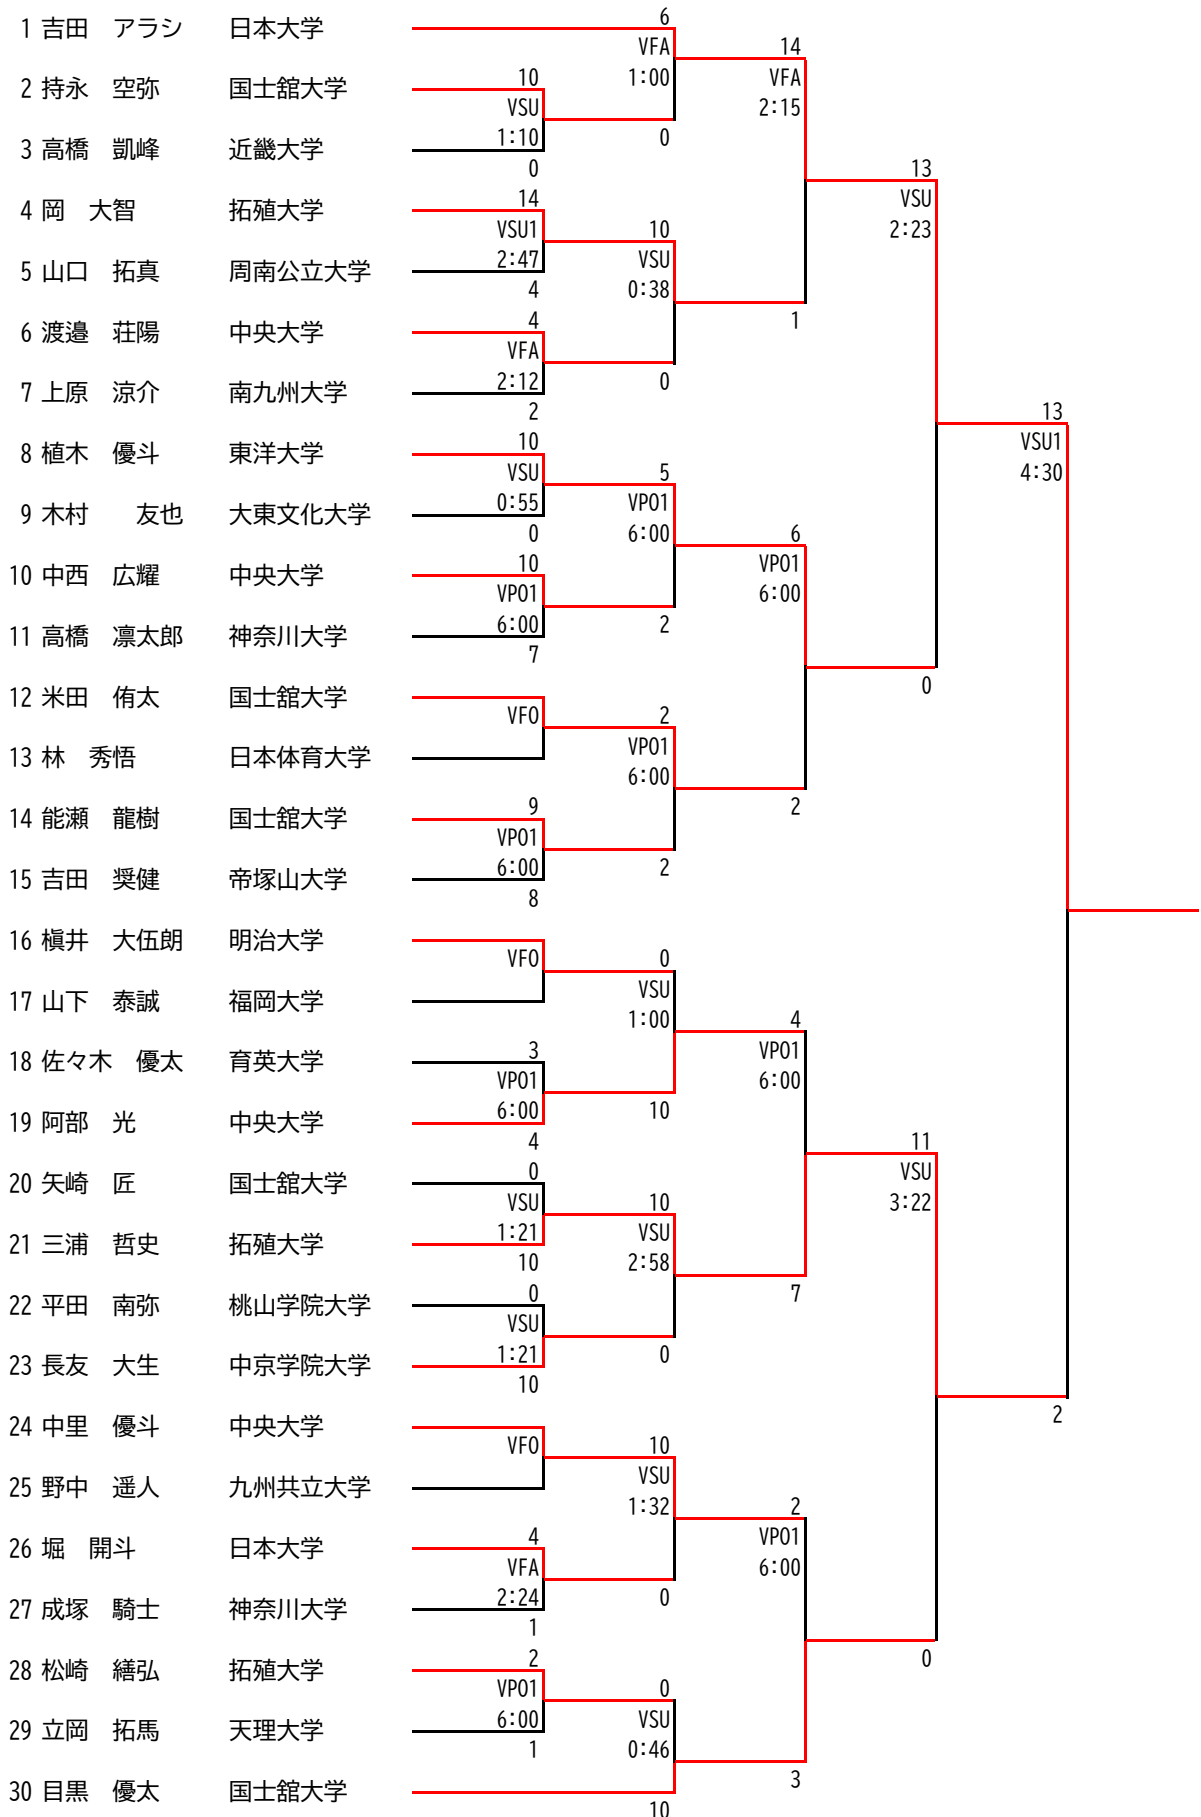 6
1 吉田 アラシ 日本大学
VFA 14
1:00 VFA
10
2 持永 空弥 国士舘大学
VSU 2:15
1:10 0
3 高橋 凱峰 近畿大学
0 13
14 VSU
4 岡 大智 拓殖大学
VSU1 10 2:23
2:47 VSU
5 山口 拓真 周南公立大学
4 0:38
4 1
6 渡邉 荘陽 中央大学
VFA
2:12 0
7 上原 涼介 南九州大学
2 13
10 VSU1
8 植木 優斗 東洋大学
VSU 5 4:30
0:55 VPO1
9 木村 友也 大東文化大学
0 6:00 6
10 VPO1
10 中西 広耀 中央大学
VPO1 6:00
6:00 2
11 高橋 凛太郎 神奈川大学
7
0
12 米田 侑太 国士舘大学
VFO 2
VPO1
13 林 秀悟 日本体育大学
6:00
9 2
14 能瀬 龍樹 国士舘大学
VPO1
6:00 2
15 吉田 奨健 帝塚山大学
8
16 槇井 大伍朗 明治大学
VFO 0
VSU
17 山下 泰誠 福岡大学
1:00 4
3 VPO1
18 佐々木 優太 育英大学
VPO1 6:00
6:00 10
19 阿部 光 中央大学
4 11
0 VSU
20 矢崎 匠 国士舘大学
VSU 10 3:22
1:21 VSU
21 三浦 哲史 拓殖大学
10 2:58
0 7
22 平田 南弥 桃山学院大学
VSU
1:21 0
23 長友 大生 中京学院大学
10
2
24 中里 優斗 中央大学
VFO 10
VSU
25 野中 遥人 九州共立大学
1:32 2
4 VPO1
26 堀 開斗 日本大学
VFA 6:00
2:24 0
27 成塚 騎士 神奈川大学
1
2 0
28 松崎 繕弘 拓殖大学
VPO1 0
6:00 VSU
29 立岡 拓馬 天理大学
1 0:46
3
30 目黒 優太 国士舘大学
10